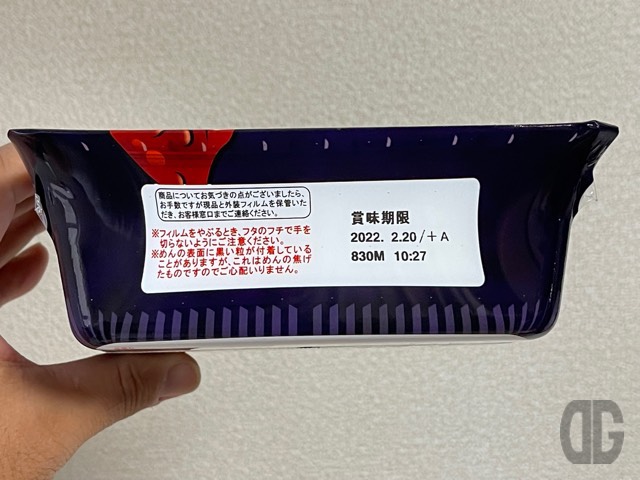 商品についてお気づきの点がございましたら、
お手数ですが現品と外装フィルムを保管いた
だき、お客様窓口までご連絡ください。
※フィルムをやぶるとき、フタのフチで手を
切らないようにご注意ください。
※めんの表面に黒い粒が付着している
ことがありますが、これはめんの焦げ
たものですのでご心配いりません。
賞味期限
2022. 2.20/+A
830M 10:27
DG